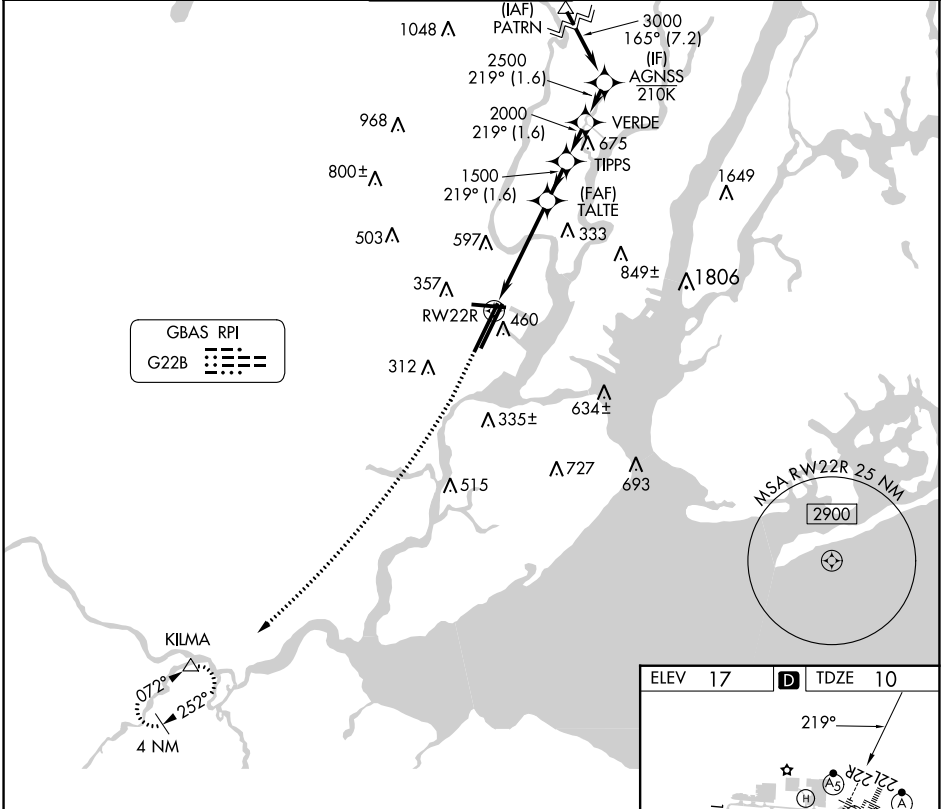 (IAF)
PATRN
3000
165° (7.2)
1048
2500
219° (1.6)
(IF)
AGNSS
210K
2000
219° (1.6)
VERDE
968
675
TIPPS
800±
1500
219° (1.6)
(FAF)
TALTE
1649
503
597
333
849±
1806
357
RW22R
460
GBAS RPI
G22B
312
634±
335±
727
693
515
MSA RW22R 25 NM
2900
KILMA
072°
252°
4 NM
ELEV 17
D
TDZE 10
219°
22L
22R
A5
H
A